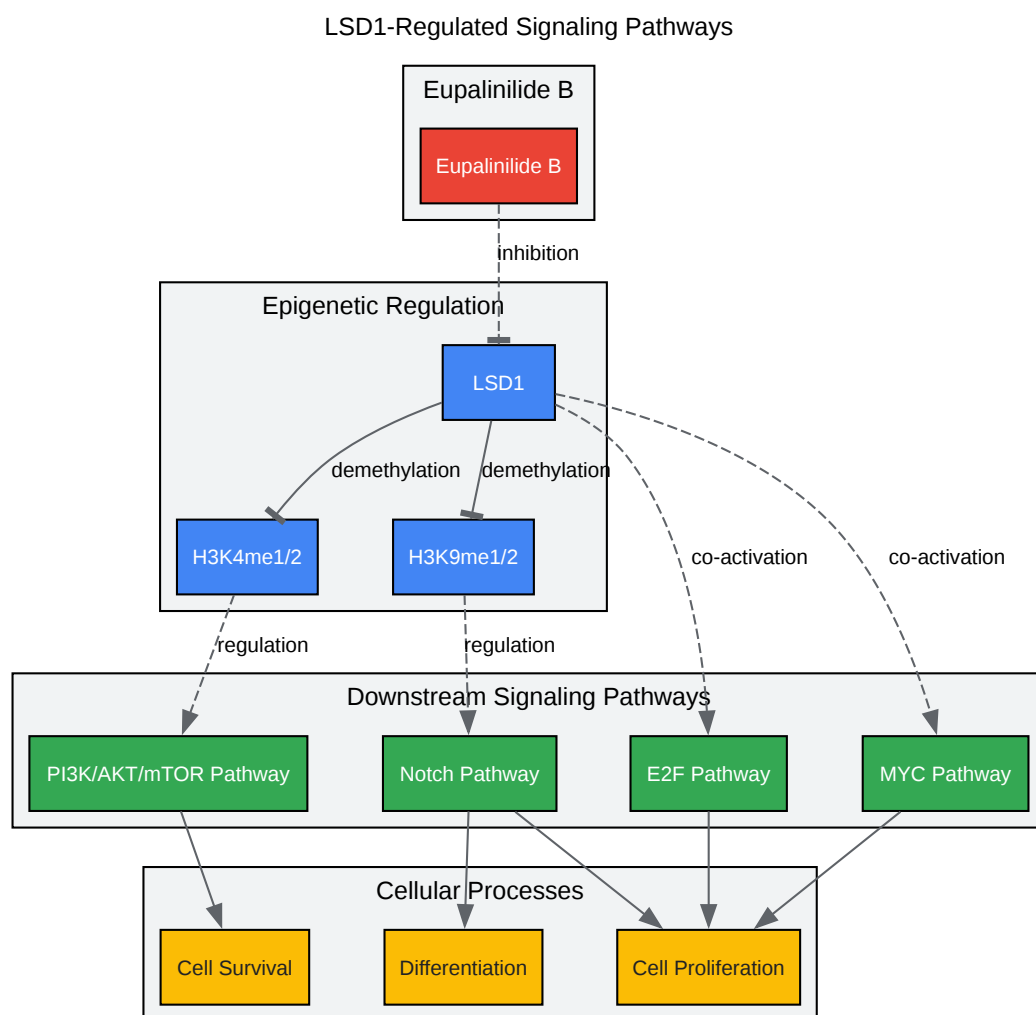 LSD1-Regulated Signaling Pathways
Eupalinilide B
Eupalinilide B
inhibition
Epigenetic Regulation
LSD1
demethylation
demethylation
co-activation
co-activation
H3K4me1/2
H3K9me1/2
regulation
regulation
Downstream Signaling Pathways
PI3K/AKT/mTOR Pathway
Notch Pathway
E2F Pathway
MYC Pathway
Cellular Processes
Cell Survival
Differentiation
Cell Proliferation